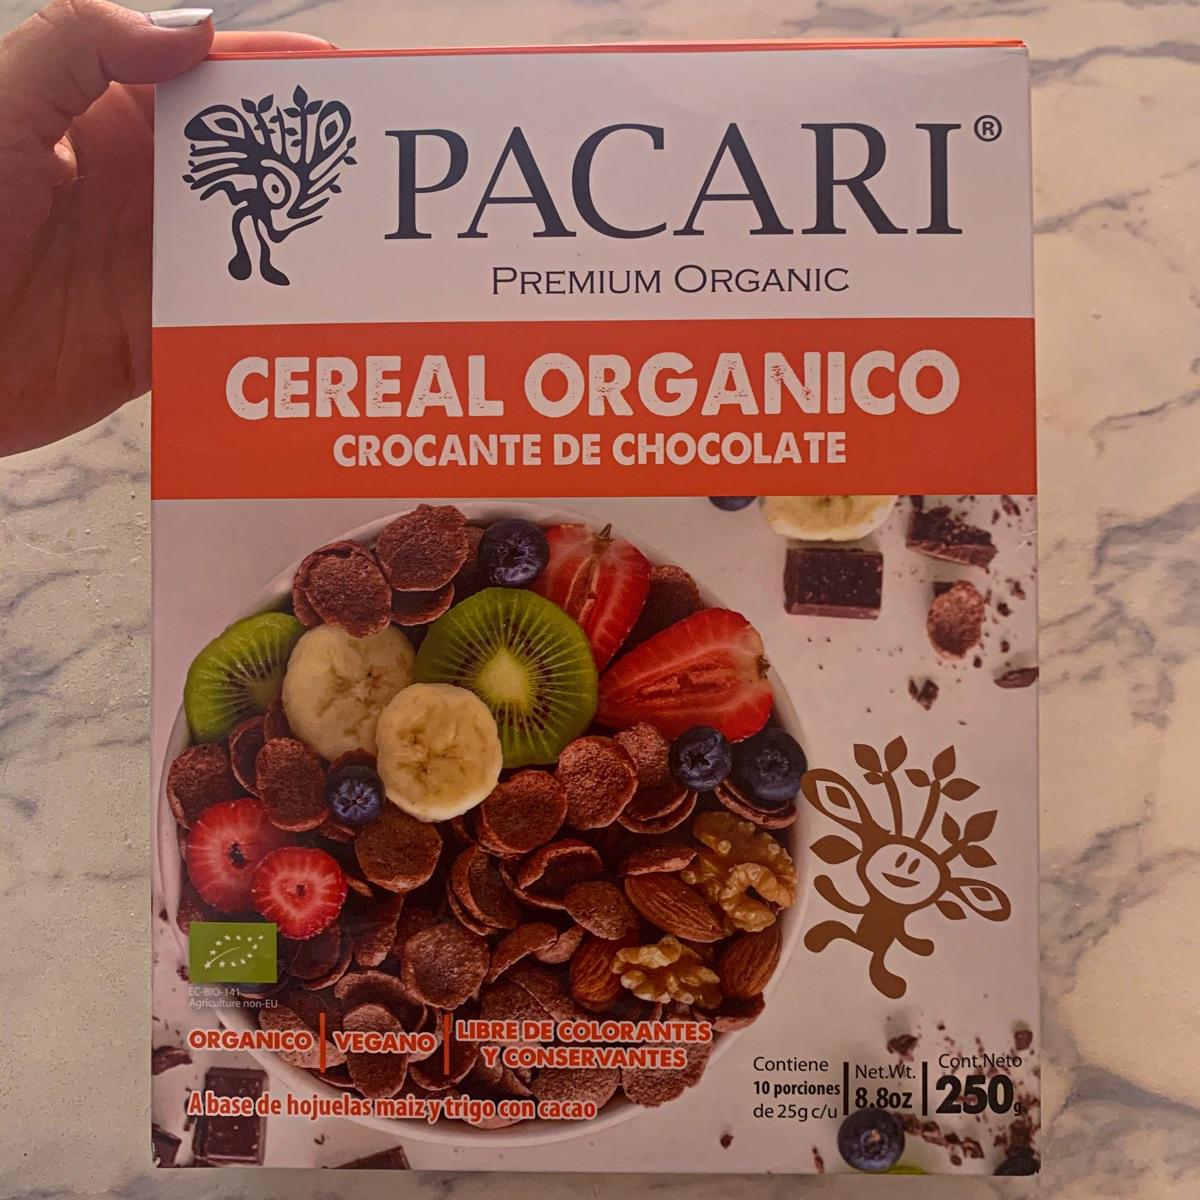 PACARI®
PREMIUM ORGANIC
CEREAL ORGANICO
CROCANTE DE CHOCOLATE
EC-BIO-141
Agriculture non-EU
ORGANICO | VEGANO | LIBRE DE COLORANTES
Y CONSERVANTES
A base de hojuelas maiz y trigo con cacao
Contiene
10 porciones
de 25g c/u
Net.Wt.
8.8oz
Cont.Neto
250g